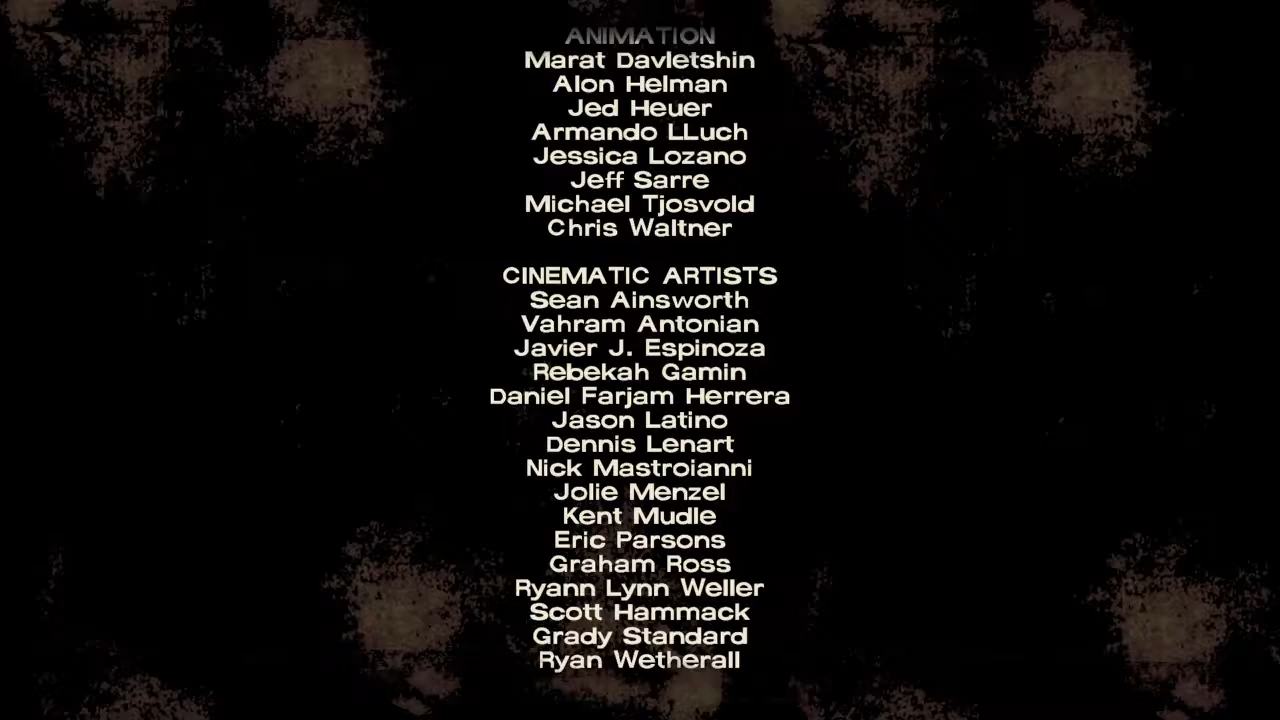 ANIMATION
Marat Davletshin
Alon Helman
Jed Heuer
Armando LLuch
Jessica Lozano
Jeff Sarre
Michael Tjosvold
Chris Waltner
CINEMATIC ARTISTS
Sean Ainsworth
Vahram Antonian
Javier J. Espinoza
Rebekah Gamin
Daniel Farjam Herrera
Jason Latino
Dennis Lenart
Nick Mastroianni
Jolie Menzel
Kent Mudle
Eric Parsons
Graham Ross
Ryann Lynn Weller
Scott Hammack
Grady Standard
Ryan Wetherall